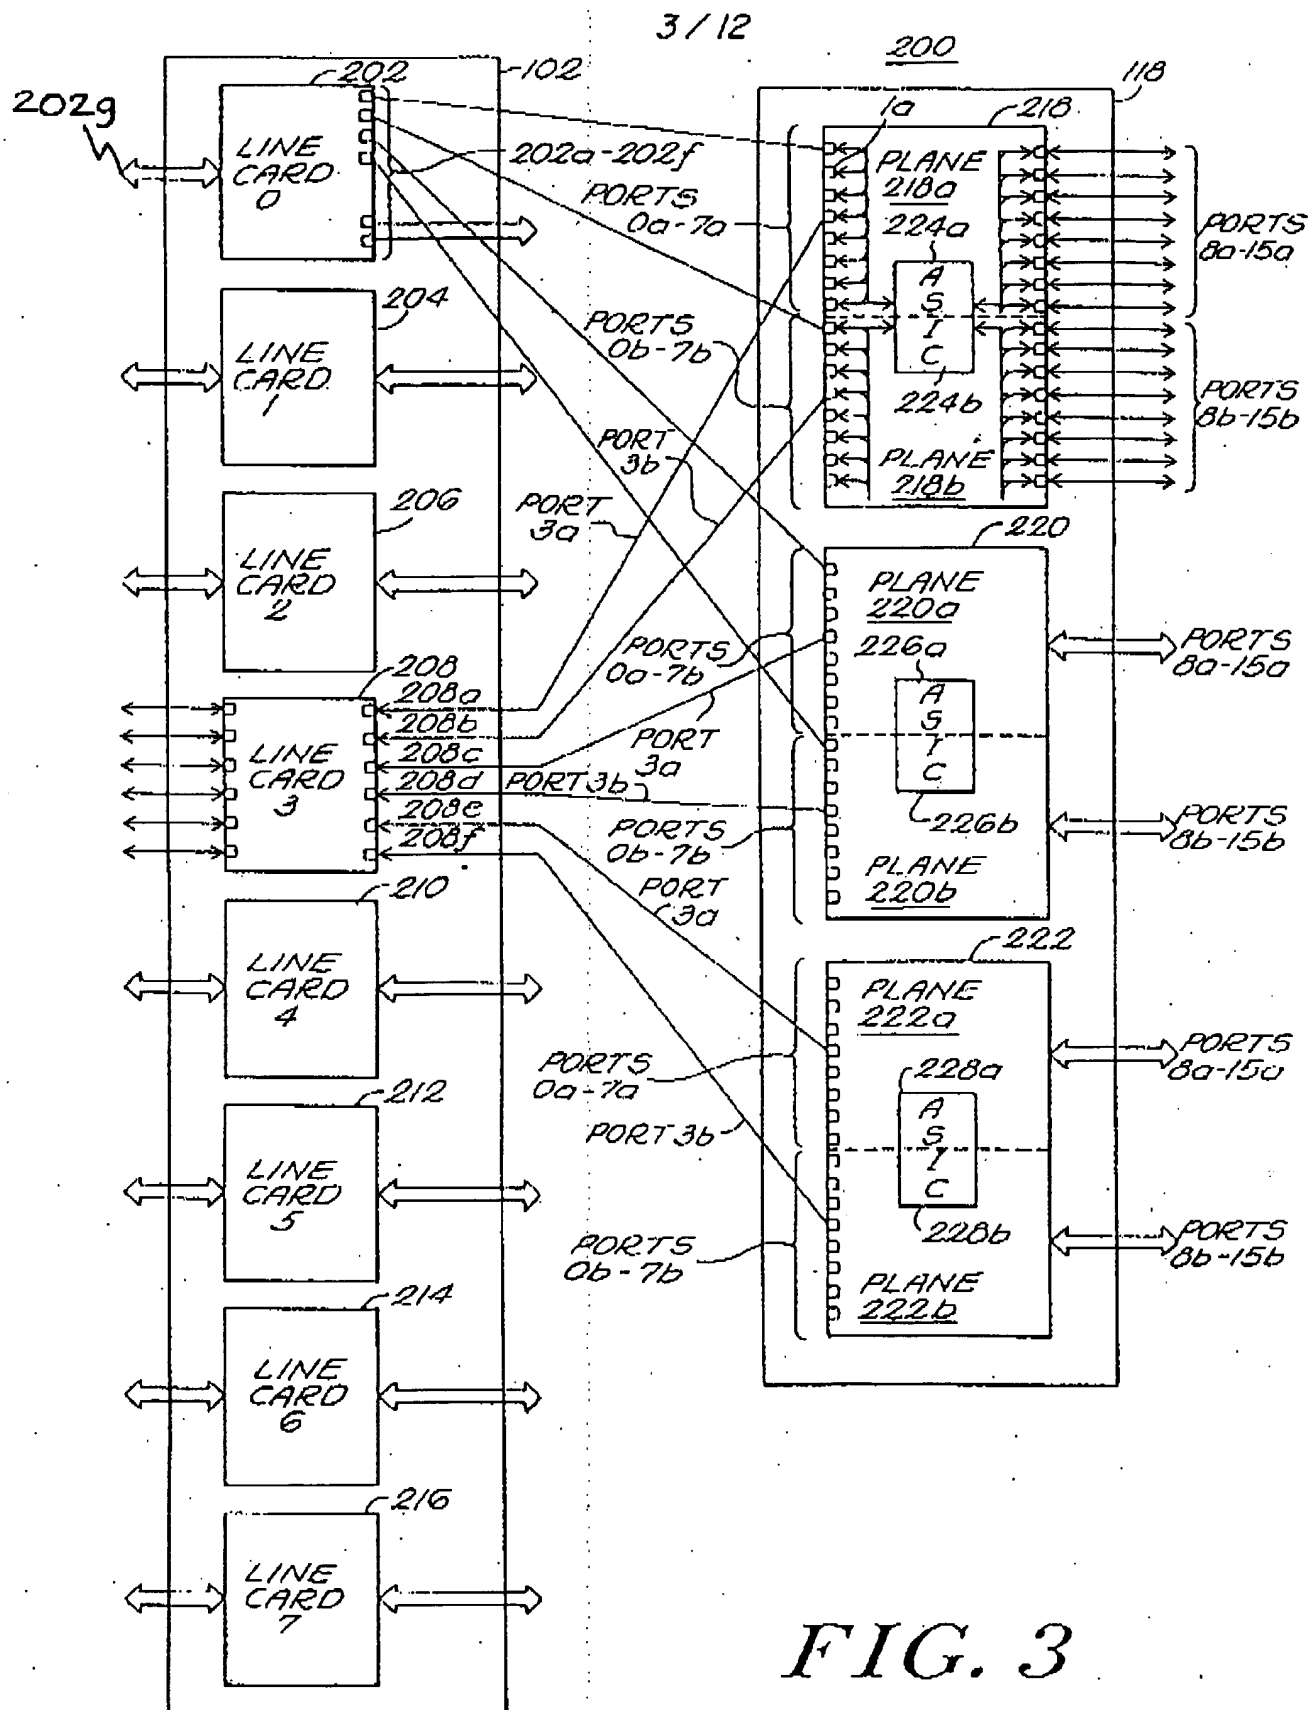 3/12
200
202
102
118
202g
LINE
CARD
0
202a-202f
1a
218
PLANE
218a
224a
PORTS
0a-7a
PORTS
8a-15a
A
S
I
C
224b
PLANE
218b
PORTS
0b-7b
PORTS
8b-15b
204
LINE
CARD
1
PORT
3b
PORT
3a
206
LINE
CARD
2
220
PLANE
220a
226a
PORTS
0a-7b
PORTS
8a-15a
A
S
I
C
226b
PLANE
220b
208
208a
208b
208c
208d
208e
208f
LINE
CARD
3
PORT
3a
PORT 3b
PORTS
0b-7b
PORTS
8b-15b
PORT
3a
210
LINE
CARD
4
222
PLANE
222a
228a
PORTS
0a-7a
PORTS
8a-15a
A
S
I
C
228b
PLANE
222b
PORT 3b
212
LINE
CARD
5
PORTS
0b-7b
PORTS
8b-15b
214
LINE
CARD
6
216
LINE
CARD
7
FIG. 3